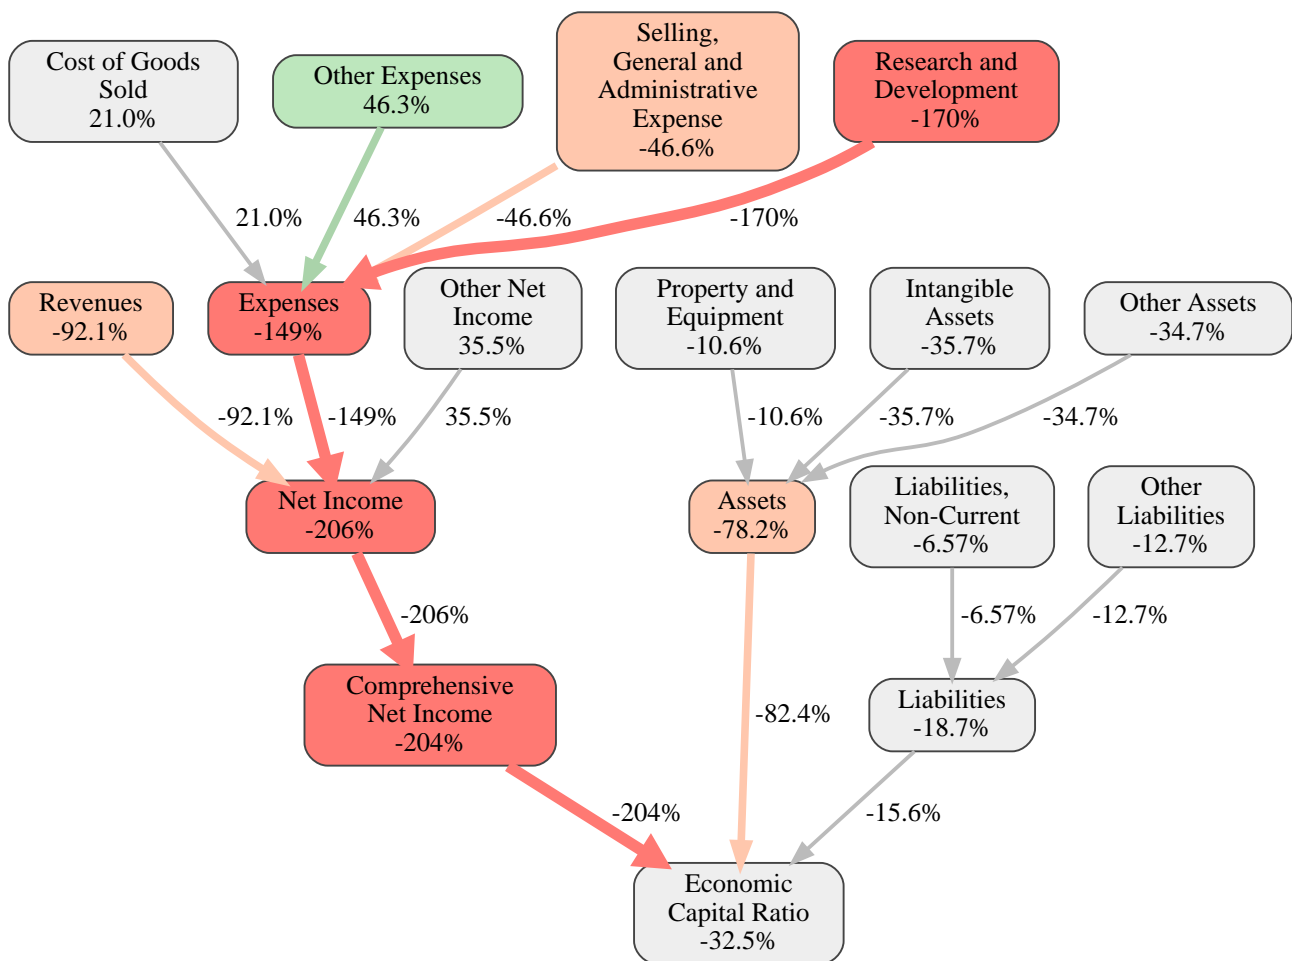 Cost of Goods
Sold
21.0%
Other Expenses
46.3%
Selling,
General and
Administrative
Expense
-46.6%
Research and
Development
-170%
21.0%
46.3%
-46.6%
-170%
Revenues
-92.1%
Expenses
-149%
Other Net
Income
35.5%
Property and
Equipment
-10.6%
Intangible
Assets
-35.7%
Other Assets
-34.7%
-92.1%
-149%
35.5%
-10.6%
-35.7%
-34.7%
Net Income
-206%
Assets
-78.2%
Liabilities,
Non-Current
-6.57%
Other
Liabilities
-12.7%
-206%
-6.57%
-12.7%
Comprehensive
Net Income
-204%
-82.4%
Liabilities
-18.7%
-204%
-15.6%
Economic
Capital Ratio
-32.5%